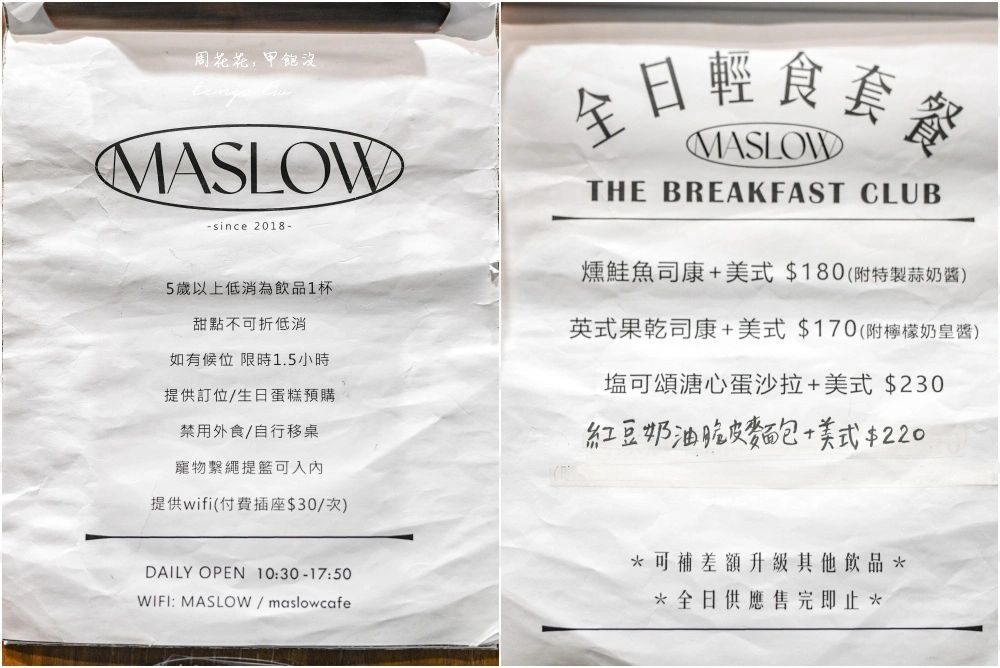 周花花,甲飽沒
MASLOW
-since 2018-
5歲以上低消為飲品1杯
甜點不可折低消
如有候位 限時1.5小時
提供訂位/生日蛋糕預購
禁用外食/自行移桌
寵物繫繩提籃可入內
提供wifi(付費插座$30/次)
DAILY OPEN 10:30-17:50
WIFI: MASLOW / maslowcafe
全日輕食套餐
MASLOW
THE BREAKFAST CLUB
燻鮭魚司康+美式 $180(附特製蒜奶醬)
英式果乾司康+美式 $170(附檸檬奶皇醬)
塩可頌溏心蛋沙拉+美式 $230
紅豆奶油脆皮麵包+美式$220
＊可補差額升級其他飲品＊
＊全日供應售完即止＊